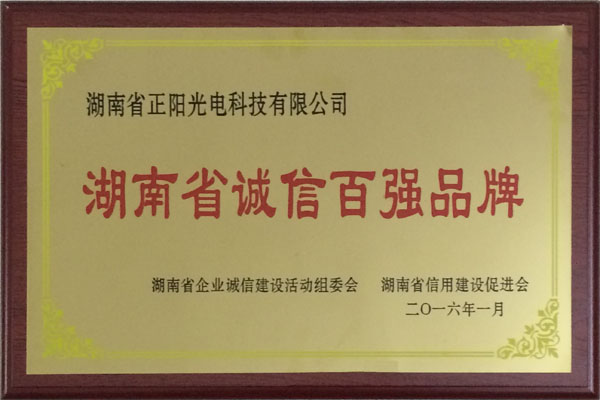 湖南省正阳光电科技有限公司
湖南省诚信百强品牌
湖南省企业诚信建设活动组委会 湖南省信用建设促进会
二〇一六年一月